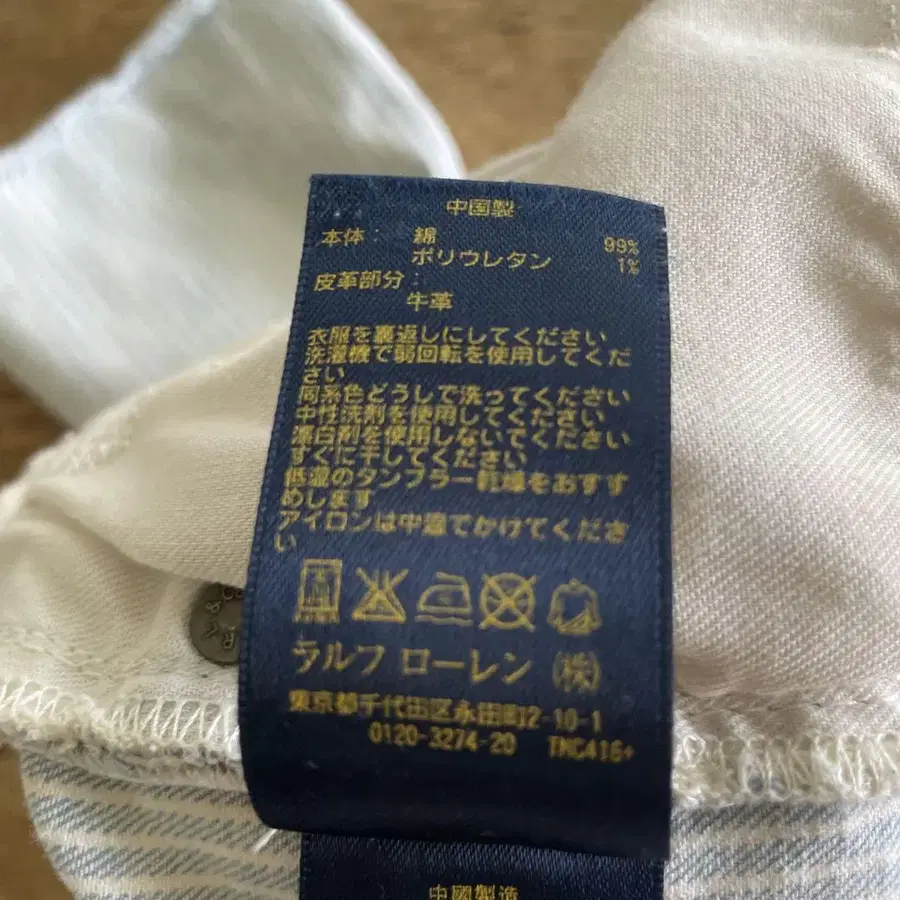 中国製
本体： 綿 99%
ポリウレタン 1%
皮革部分：
牛革
衣服を裏返しにしてください
洗濯機で弱回転を使用してくだ
さい
同系色どうしで洗ってください
中性洗剤を使用してください
漂白剤を使用しないでください
すぐに干してください
低温のタンブラー乾燥をおすす
めします
アイロンは中温でかけてくださ
い
ラルフ ローレン ㈱
東京都千代田区永田町2-10-1
0120-3274-20 TMC416+
中國製造